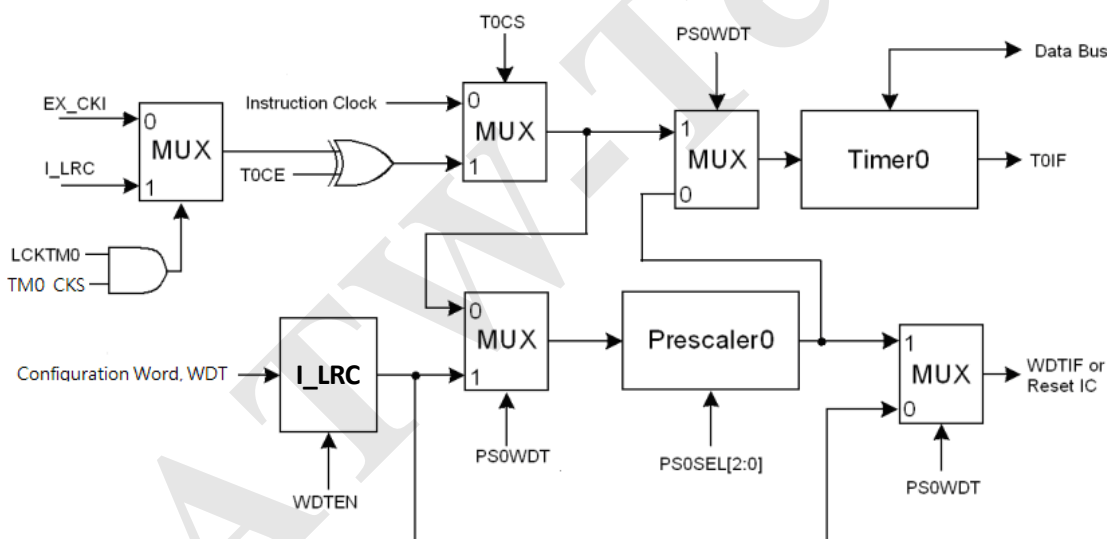 T0CS
PS0WDT
Data Bus
EX_CKI
Instruction Clock
0
0
MUX
MUX
1
MUX
Timer0
T0IF
I_LRC
1
T0CE
1
0
LCKTM0
TM0 CKS
0
MUX
1
Prescaler0
1
MUX
0
WDTIF or
Reset IC
Configuration Word, WDT
I_LRC
PS0WDT
PS0SEL[2:0]
PS0WDT
WDTEN